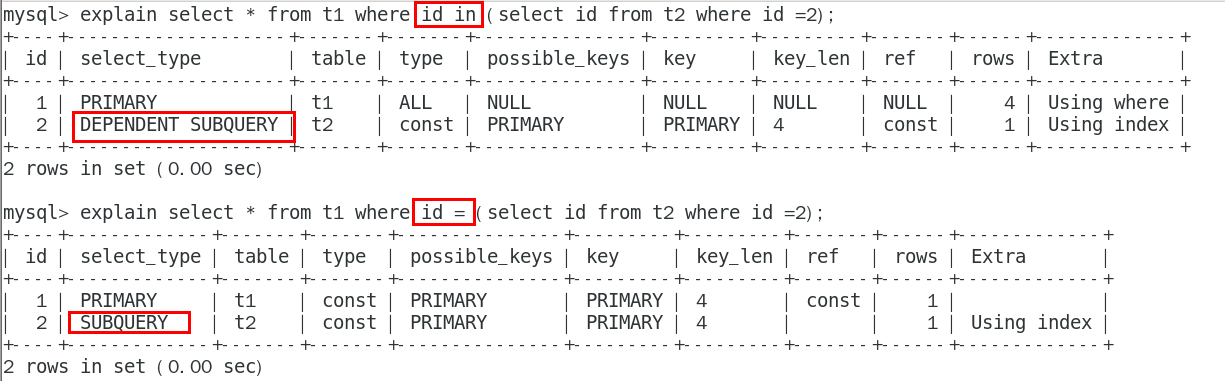 mysql> explain select * from t1 where id in (select id from t2 where id =2);
+----+--------------------+-------+-------+---------------+---------+---------+-------+------+-------------+
| id | select_type        | table | type  | possible_keys | key     | key_len | ref   | rows | Extra       |
+----+--------------------+-------+-------+---------------+---------+---------+-------+------+-------------+
|  1 | PRIMARY            | t1    | ALL   | NULL          | NULL    | NULL    | NULL  |    4 | Using where |
|  2 | DEPENDENT SUBQUERY | t2    | const | PRIMARY       | PRIMARY | 4       | const |    1 | Using index |
+----+--------------------+-------+-------+---------------+---------+---------+-------+------+-------------+
2 rows in set (0.00 sec)
mysql> explain select * from t1 where id = (select id from t2 where id =2);
+----+-------------+-------+-------+---------------+---------+---------+-------+------+-------------+
| id | select_type | table | type  | possible_keys | key     | key_len | ref   | rows | Extra       |
+----+-------------+-------+-------+---------------+---------+---------+-------+------+-------------+
|  1 | PRIMARY     | t1    | const | PRIMARY       | PRIMARY | 4       | const |    1 |             |
|  2 | SUBQUERY    | t2    | const | PRIMARY       | PRIMARY | 4       |       |    1 | Using index |
+----+-------------+-------+-------+---------------+---------+---------+-------+------+-------------+
2 rows in set (0.00 sec)